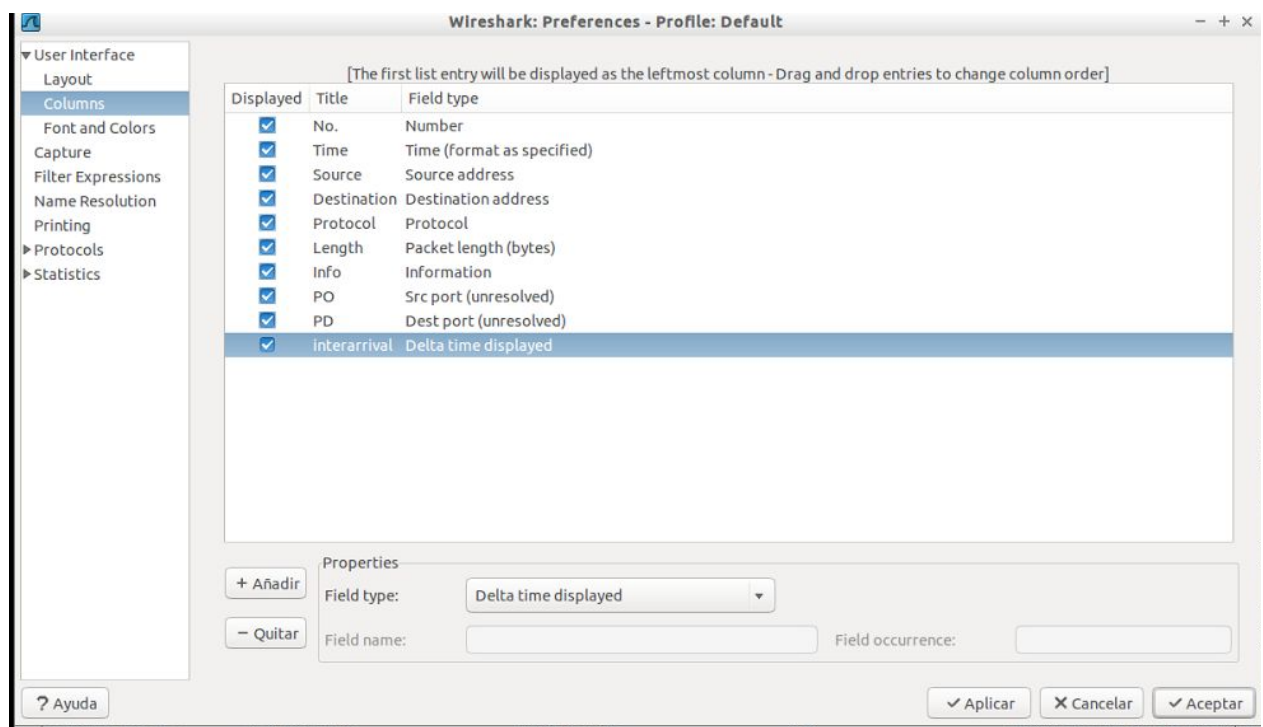 Wireshark: Preferences - Profile: Default
User Interface
Layout
Columns
Font and Colors
Capture
Filter Expressions
Name Resolution
Printing
Protocols
Statistics
[The first list entry will be displayed as the leftmost column - Drag and drop entries to change column order]
Displayed Title Field type
No. Number
Time Time (format as specified)
Source Source address
Destination Destination address
Protocol Protocol
Length Packet length (bytes)
Info Information
PO Src port (unresolved)
PD Dest port (unresolved)
interarrival Delta time displayed
+ Añadir
− Quitar
Properties
Field type: Delta time displayed
Field name: Field occurrence:
? Ayuda
Aplicar
Cancelar
Aceptar